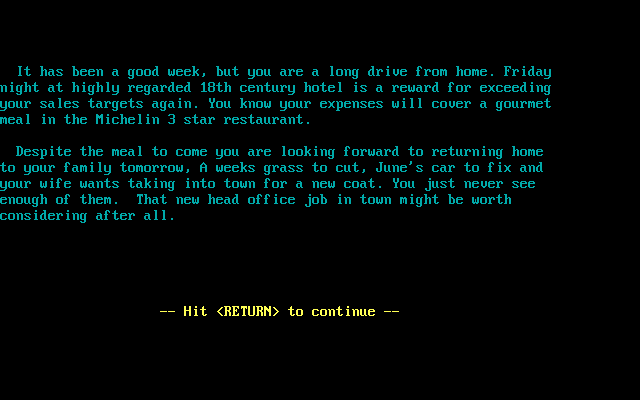 It has been a good week, but you are a long drive from home. Friday
night at highly regarded 18th century hotel is a reward for exceeding
your sales targets again. You know your expenses will cover a gourmet
meal in the Michelin 3 star restaurant.
Despite the meal to come you are looking forward to returning home
to your family tomorrow, A weeks grass to cut, June's car to fix and
your wife wants taking into town for a new coat. You just never see
enough of them.  That new head office job in town might be worth
considering after all.
-- Hit <RETURN> to continue --